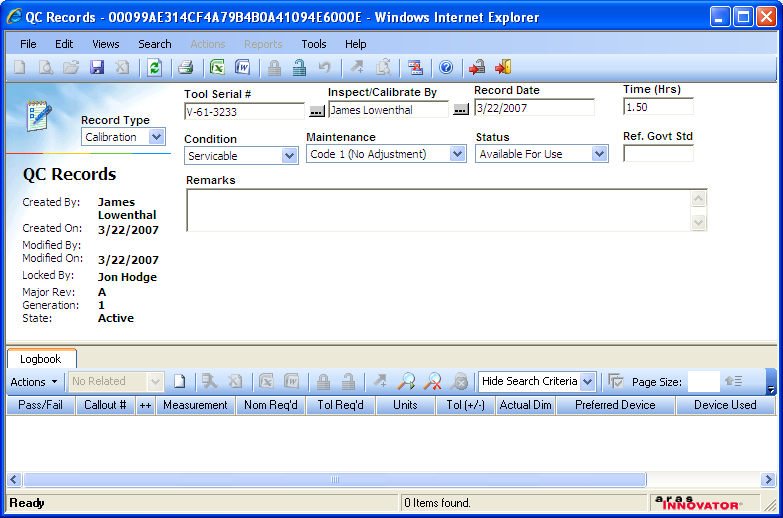 QC Records - 00099AE314CF4A79B4B0A41094E6000E - Windows Internet Explorer
File Edit Views Search Actions Reports Tools Help
Tool Serial # Inspect/Calibrate By Record Date Time (Hrs)
V-61-3233 ... James Lowenthal ... 3/22/2007 1.50
Record Type
Calibration
Condition Maintenance Status Ref. Govt Std
Servicable Code 1 (No Adjustment) Available For Use
QC Records
Remarks
Created By: James Lowenthal
Created On: 3/22/2007
Modified By:
Modified On: 3/22/2007
Locked By: Jon Hodge
Major Rev: A
Generation: 1
State: Active
Logbook
Actions No Related Hide Search Criteria Page Size:
Pass/Fail Callout # ++ Measurement Nom Req'd Tol Req'd Units Tol (+/-) Actual Dim Preferred Device Device Used
Ready 0 Items found. aras INNOVATOR